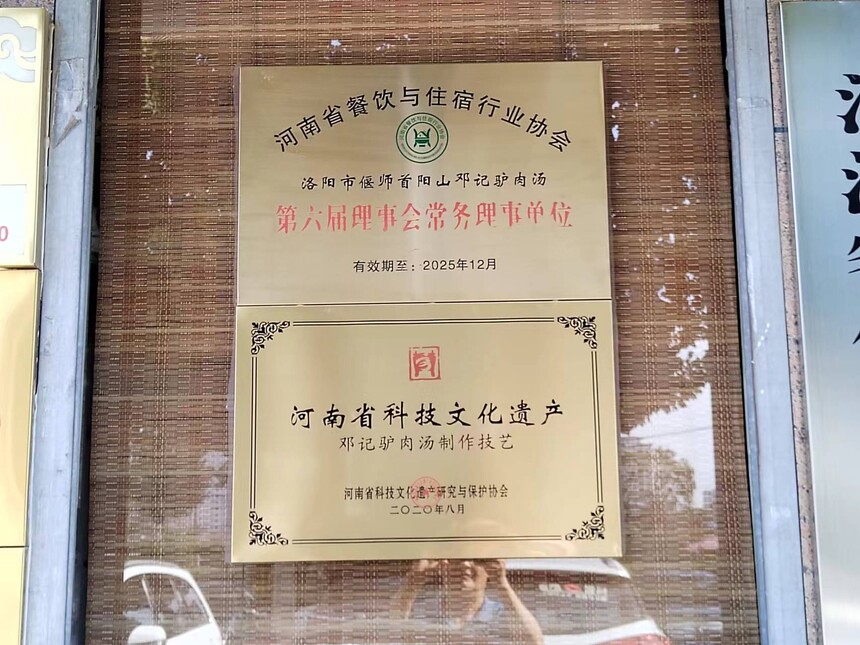 河南省餐饮与住宿行业协会
洛阳市偃师首阳山邓记驴肉汤
第六届理事会常务理事单位
有效期至：2025年12月
河南省科技文化遗产
邓记驴肉汤制作技艺
河南省科技文化遗产研究与保护协会
二〇二〇年八月